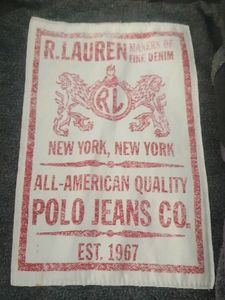 R. LAUREN MAKERS OF
FINE DENIM
RL
NEW YORK, NEW YORK
ALL-AMERICAN QUALITY
POLO JEANS CO.
EST. 1967